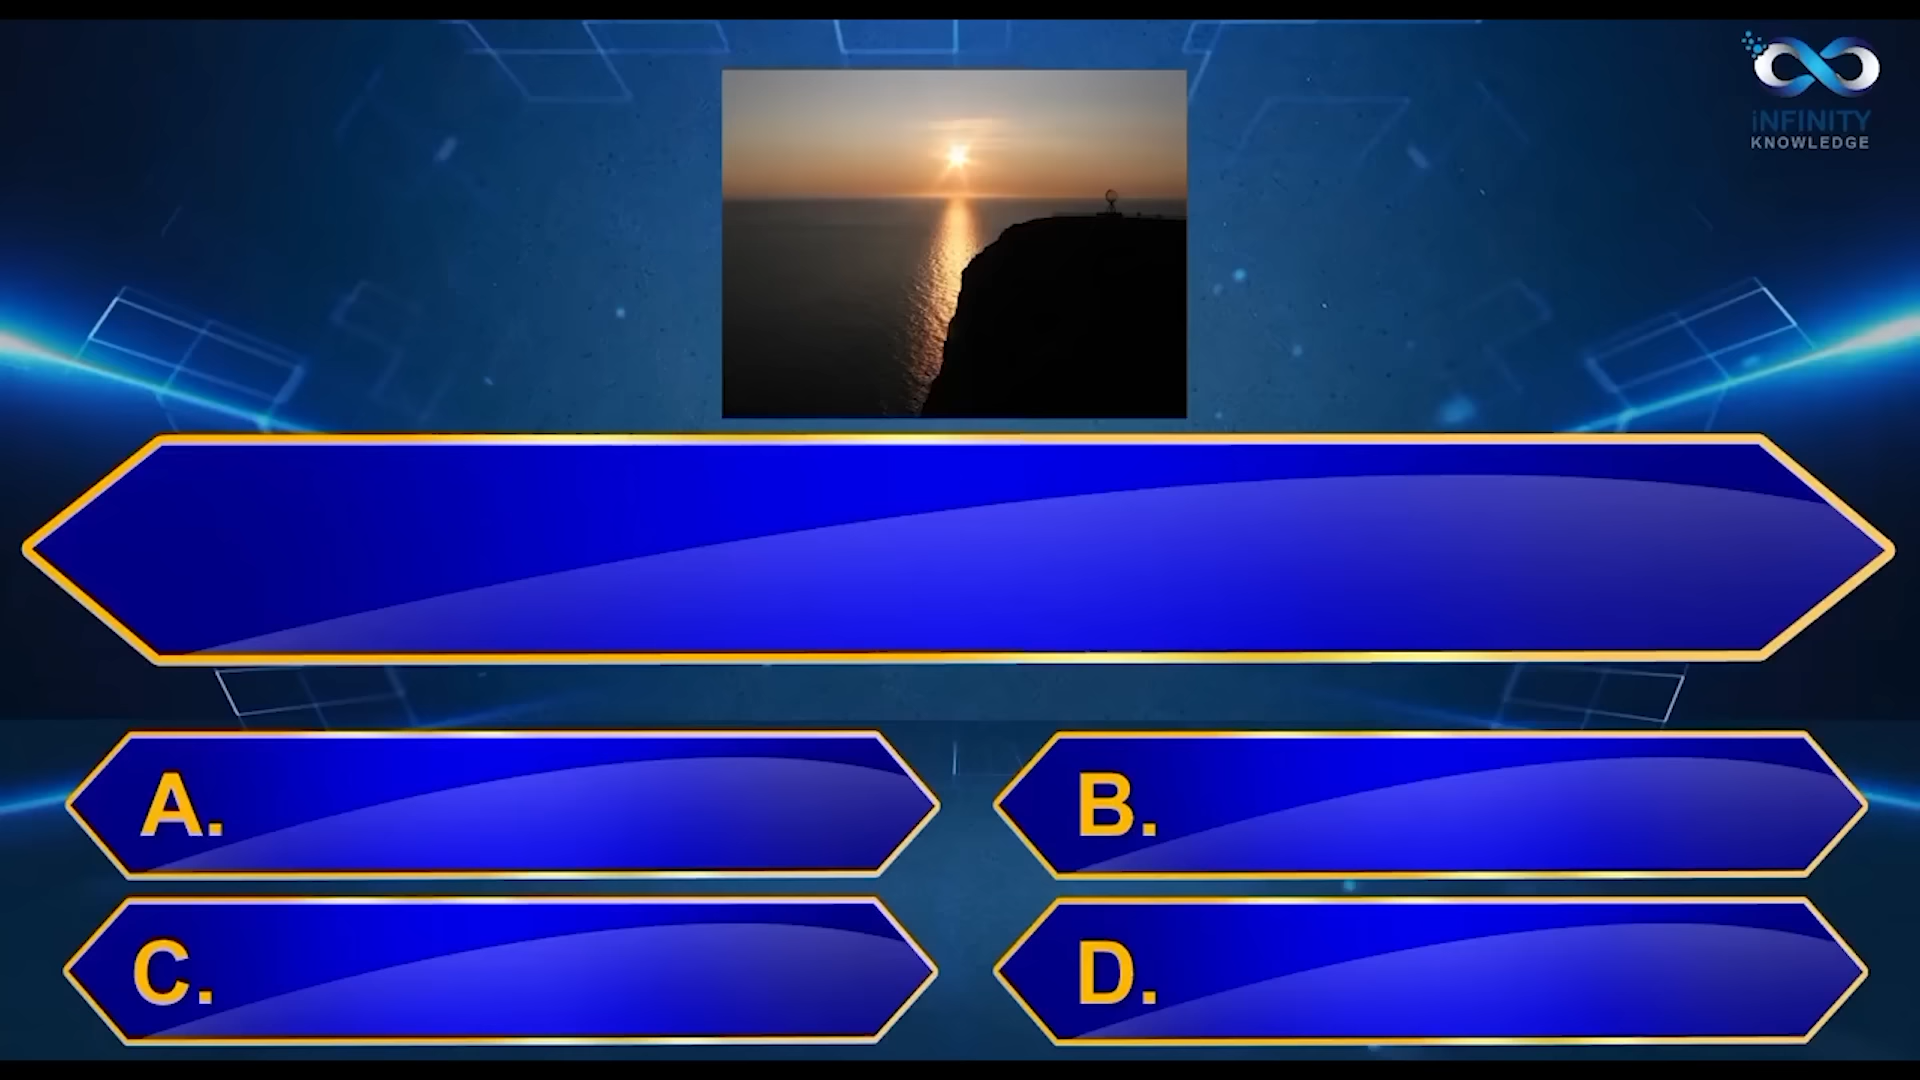 iNFINITY
KNOWLEDGE
A.
B.
C.
D.